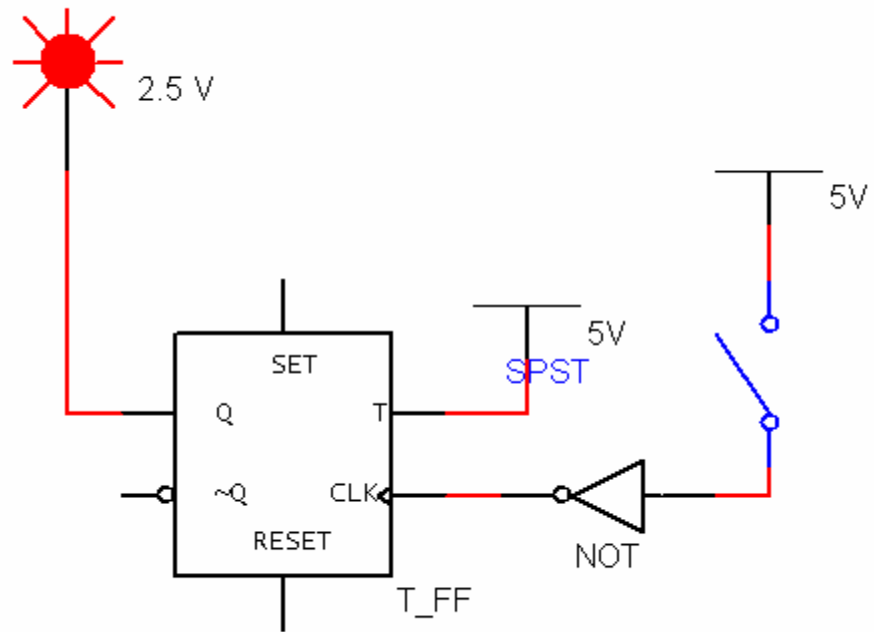 2.5 V
5V
SET
5V
SPST
Q
T
~Q
CLK
RESET
NOT
T_FF